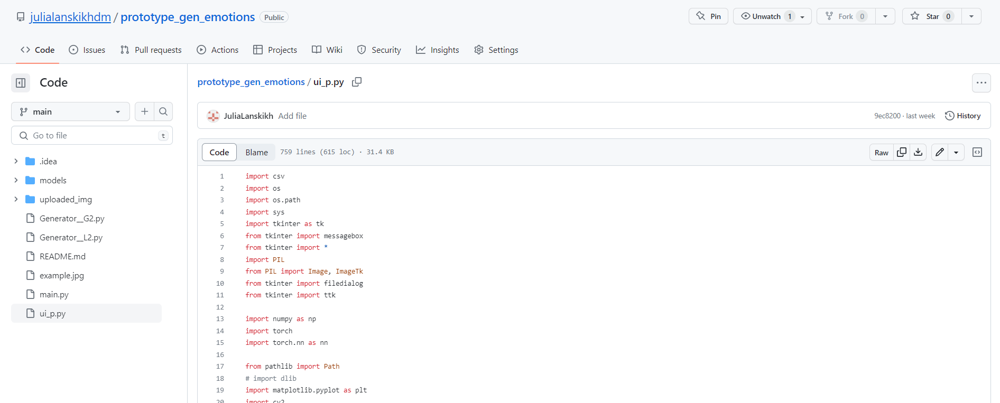 julialanskikhdm / prototype_gen_emotions Public
Pin Unwatch 1 Fork 0 Star 0
Code Issues Pull requests Actions Projects Wiki Security Insights Settings
Code
main
Go to file t
.idea
models
uploaded_img
Generator__G2.py
Generator__L2.py
README.md
example.jpg
main.py
ui_p.py
prototype_gen_emotions / ui_p.py
JuliaLanskikh Add file
9ec8200 · last week History
Code Blame 759 lines (615 loc) · 31.4 KB Raw
1 import csv
2 import os
3 import os.path
4 import sys
5 import tkinter as tk
6 from tkinter import messagebox
7 from tkinter import *
8 import PIL
9 from PIL import Image, ImageTk
10 from tkinter import filedialog
11 from tkinter import ttk
12
13 import numpy as np
14 import torch
15 import torch.nn as nn
16
17 from pathlib import Path
18 # import dlib
19 import matplotlib.pyplot as plt
20 import cv2